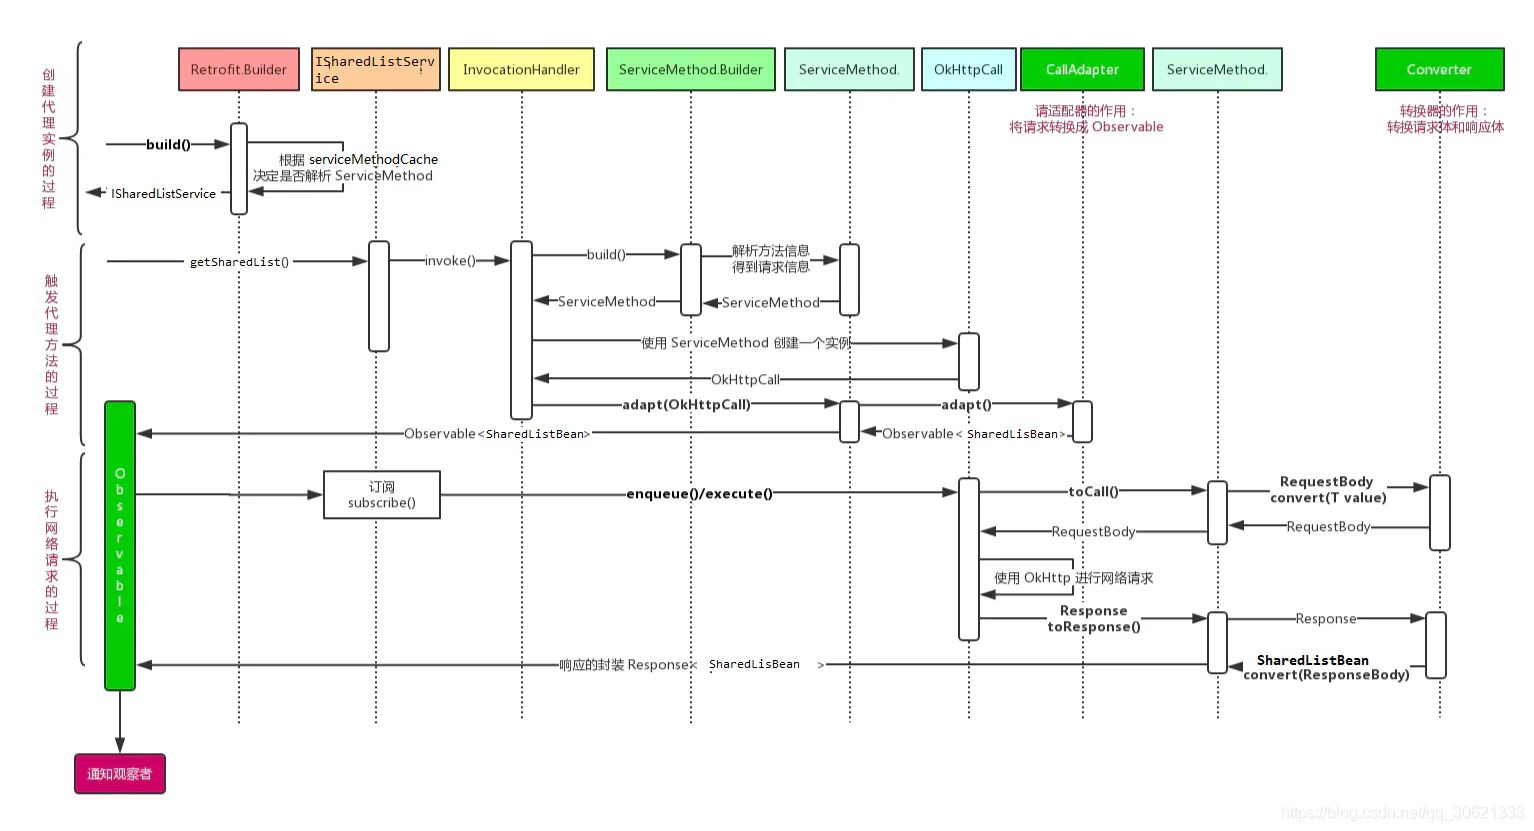 Retrofit.Builder
ISharedListServ
ice
InvocationHandler
ServiceMethod.Builder
ServiceMethod.
OkHttpCall
CallAdapter
ServiceMethod.
Converter
请适配器的作用：
将请求转换成 Observable
转换器的作用：
转换请求体和响应体
创建代理实例的过程
build()
根据 serviceMethodCache
决定是否解析 ServiceMethod
ISharedListService
触发代理方法的过程
getSharedList()
invoke()
build()
解析方法信息
得到请求信息
ServiceMethod
ServiceMethod
使用 ServiceMethod 创建一个实例
OkHttpCall
adapt(OkHttpCall)
adapt()
Observable<SharedListBean>
Observable< SharedLisBean>
执行网络请求的过程
Observable
订阅
subscribe()
enqueue()/execute()
toCall()
RequestBody
convert(T value)
RequestBody
RequestBody
使用 OkHttp 进行网络请求
Response
toResponse()
Response
响应的封装 Response< SharedLisBean >
SharedListBean
convert(ResponseBody)
通知观察者
https://blog.csdn.net/qq_30621333